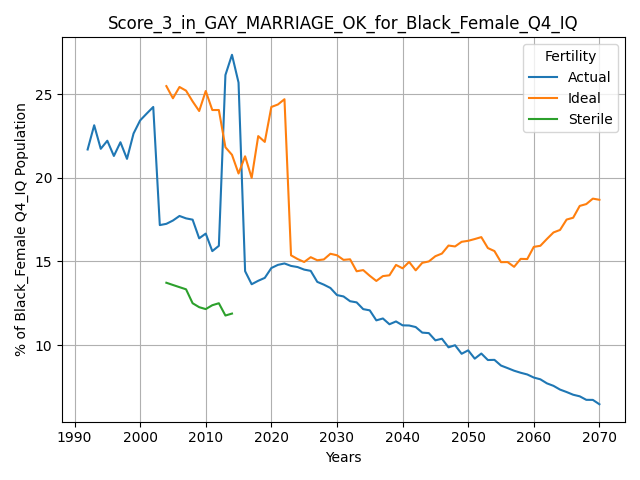 Score_3_in_GAY_MARRIAGE_OK_for_Black_Female_Q4_IQ
% of Black_Female Q4_IQ Population
25
20
15
10
Fertility
Actual
Ideal
Sterile
1990 2000 2010 2020 2030 2040 2050 2060 2070
Years